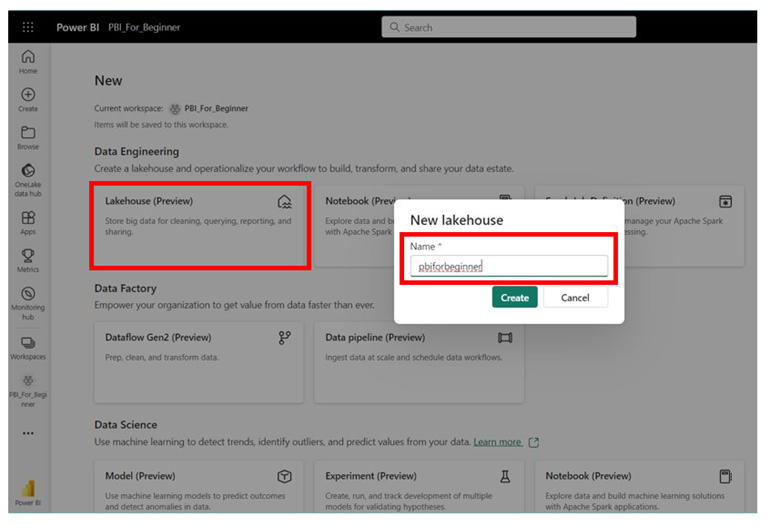 Power BI PBI_For_Beginner
Search
Home
Create
Browse
OneLake
data hub
Apps
Metrics
Monitoring
hub
Workspaces
PBI_For_Begi
nner
Power BI
New
Current workspace: PBI_For_Beginner
Items will be saved to this workspace.
Data Engineering
Create a lakehouse and operationalize your workflow to build, transform, and share your data estate.
Lakehouse (Preview)
Store big data for cleaning, querying, reporting, and
sharing.
Notebook
Explore data and
with Apache Spark
(Preview)
manage your Apache Spark
New lakehouse
Name *
pbiforbeginner
Create
Cancel
Data Factory
Empower your organization to get value from data faster than ever.
Dataflow Gen2 (Preview)
Prep, clean, and transform data.
Data pipeline (Preview)
Ingest data at scale and schedule data workflows.
Data Science
Use machine learning to detect trends, identify outliers, and predict values from your data. Learn more
Model (Preview)
Use machine learning models to predict outcomes
and detect anomalies in data.
Experiment (Preview)
Create, run, and track development of multiple
models for validating hypotheses.
Notebook (Preview)
Explore data and build machine learning solutions
with Apache Spark applications.